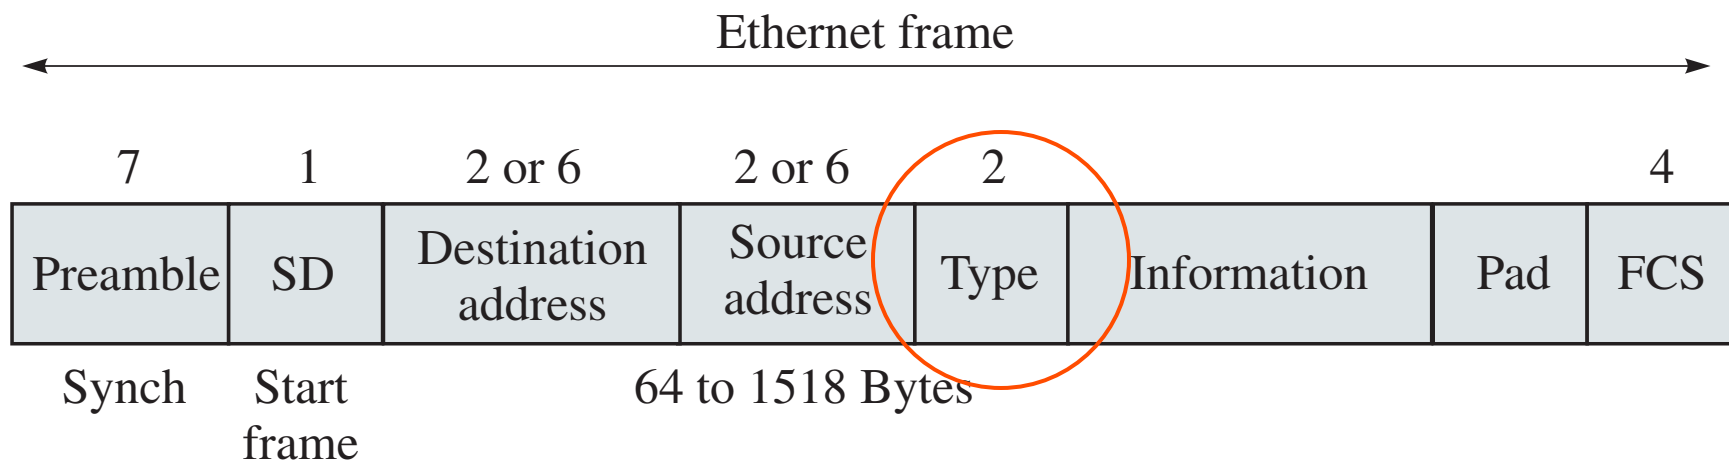 Ethernet frame
7 1 2 or 6 2 or 6 2 4
Preamble SD Destination address Source address Type Information Pad FCS
Synch Start frame 64 to 1518 Bytes